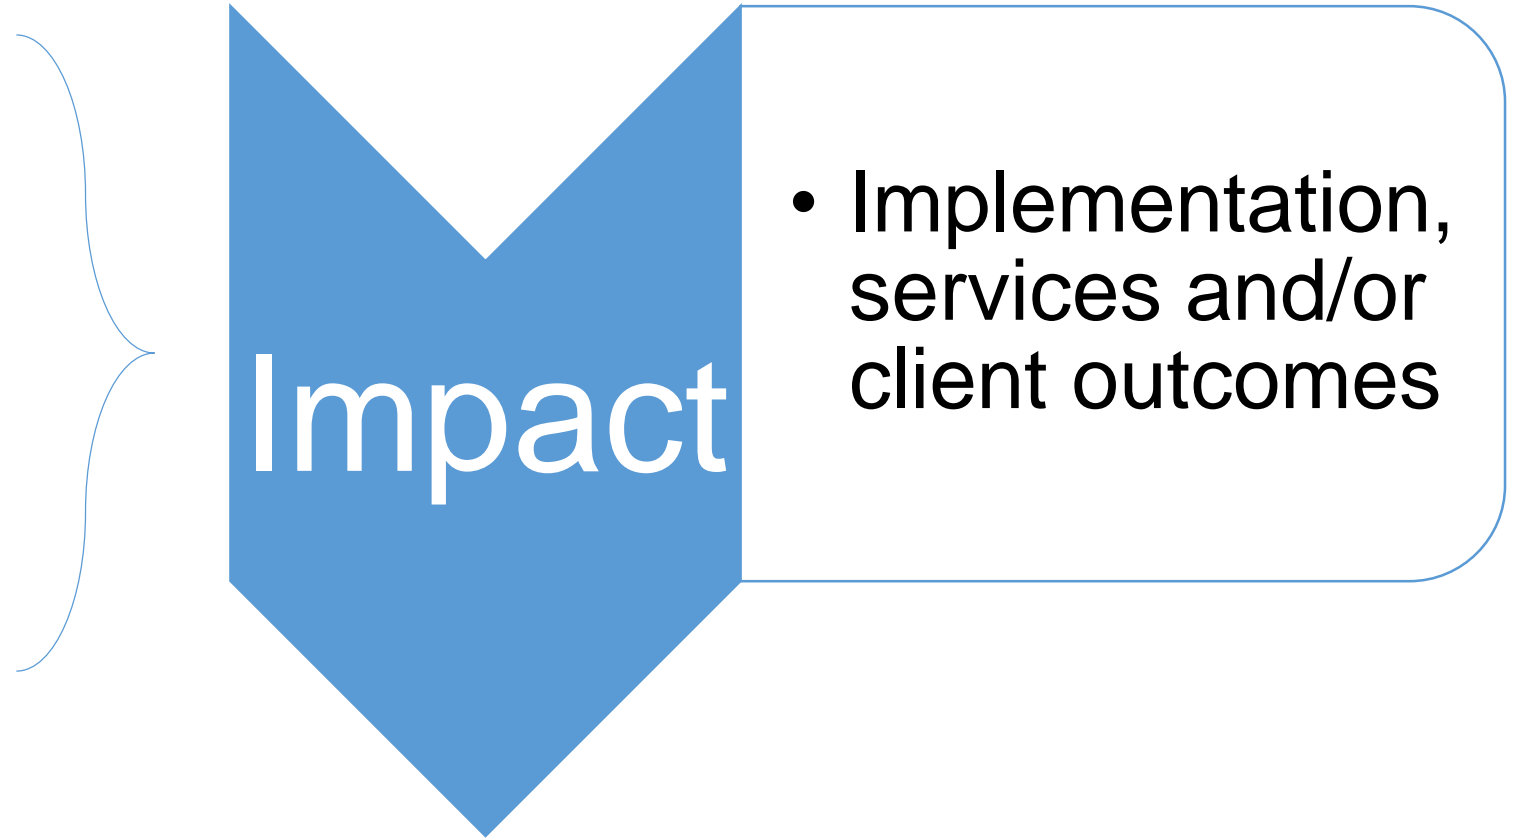 Impact
• Implementation,
services and/or
client outcomes